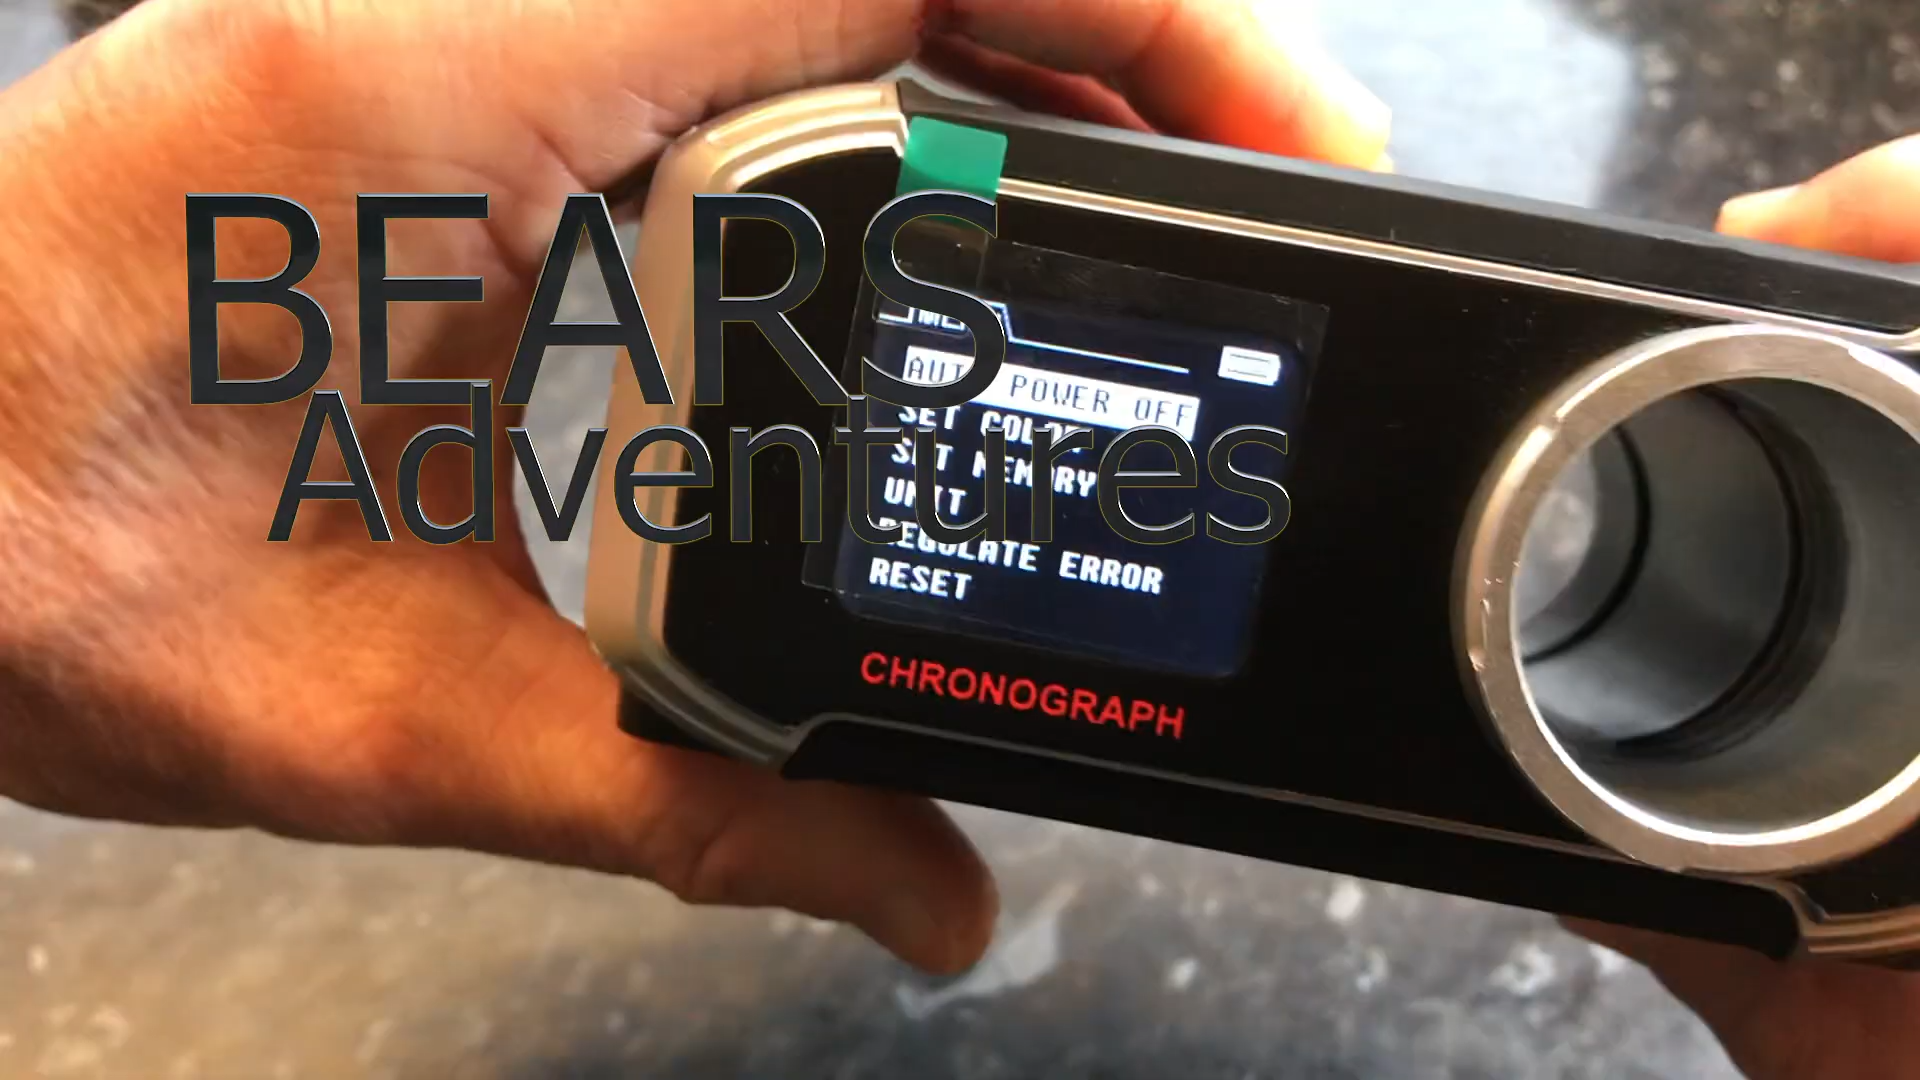 BEARS
Adventures
AUTO POWER OFF
SET COLOR
SET MEMORY
UNIT
REGULATE ERROR
RESET
CHRONOGRAPH